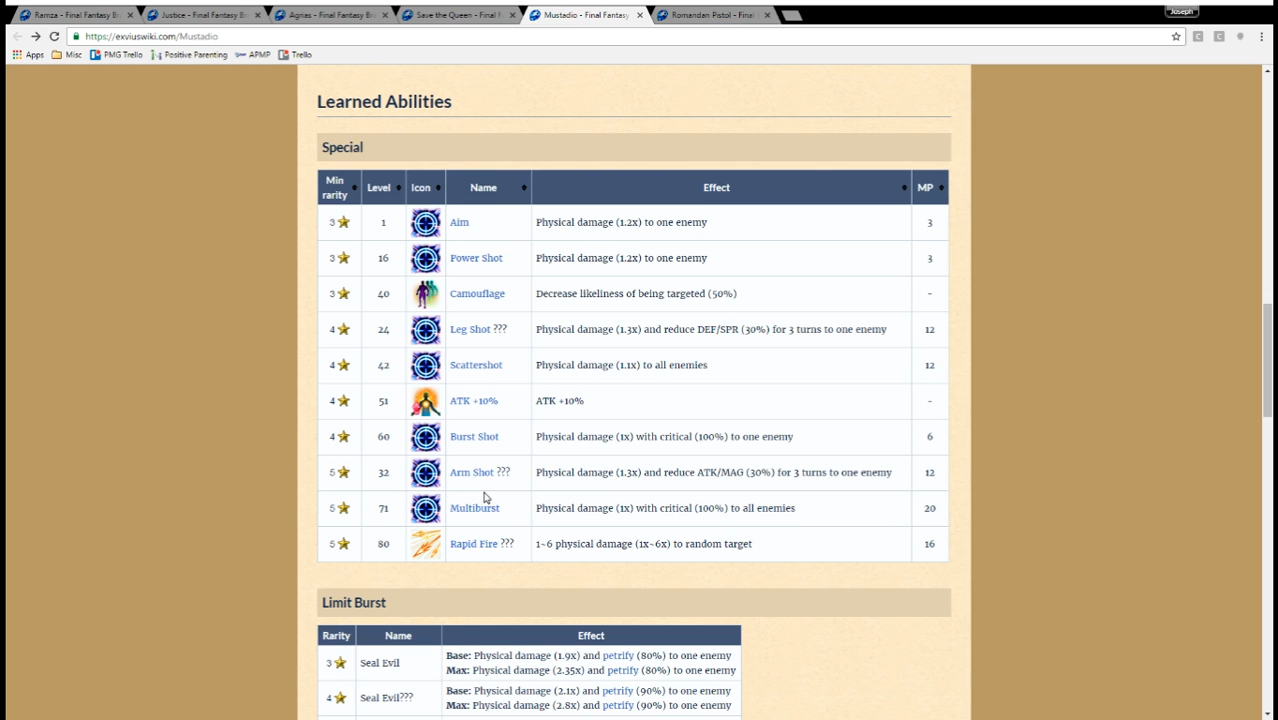 Ramza - Final Fantasy Br
Justice - Final Fantasy Br
Agrias - Final Fantasy Br
Save the Queen - Final F
Mustadio - Final Fantasy
Romandan Pistol - Final
Joseph
https://exviuswiki.com/Mustadio
Apps Misc PMG Trello Positive Parenting APMP Trello
Learned Abilities
Special
Min rarity Level Icon Name Effect MP
3 1 Aim Physical damage (1.2x) to one enemy 3
3 16 Power Shot Physical damage (1.2x) to one enemy 3
3 40 Camouflage Decrease likeliness of being targeted (50%) -
4 24 Leg Shot ??? Physical damage (1.3x) and reduce DEF/SPR (30%) for 3 turns to one enemy 12
4 42 Scattershot Physical damage (1.1x) to all enemies 12
4 51 ATK +10% ATK +10% -
4 60 Burst Shot Physical damage (1x) with critical (100%) to one enemy 6
5 32 Arm Shot ??? Physical damage (1.3x) and reduce ATK/MAG (30%) for 3 turns to one enemy 12
5 71 Multiburst Physical damage (1x) with critical (100%) to all enemies 20
5 80 Rapid Fire ??? 1~6 physical damage (1x~6x) to random target 16
Limit Burst
Rarity Name Effect
3 Seal Evil Base: Physical damage (1.9x) and petrify (80%) to one enemy
Max: Physical damage (2.35x) and petrify (80%) to one enemy
4 Seal Evil??? Base: Physical damage (2.1x) and petrify (90%) to one enemy
Max: Physical damage (2.8x) and petrify (90%) to one enemy